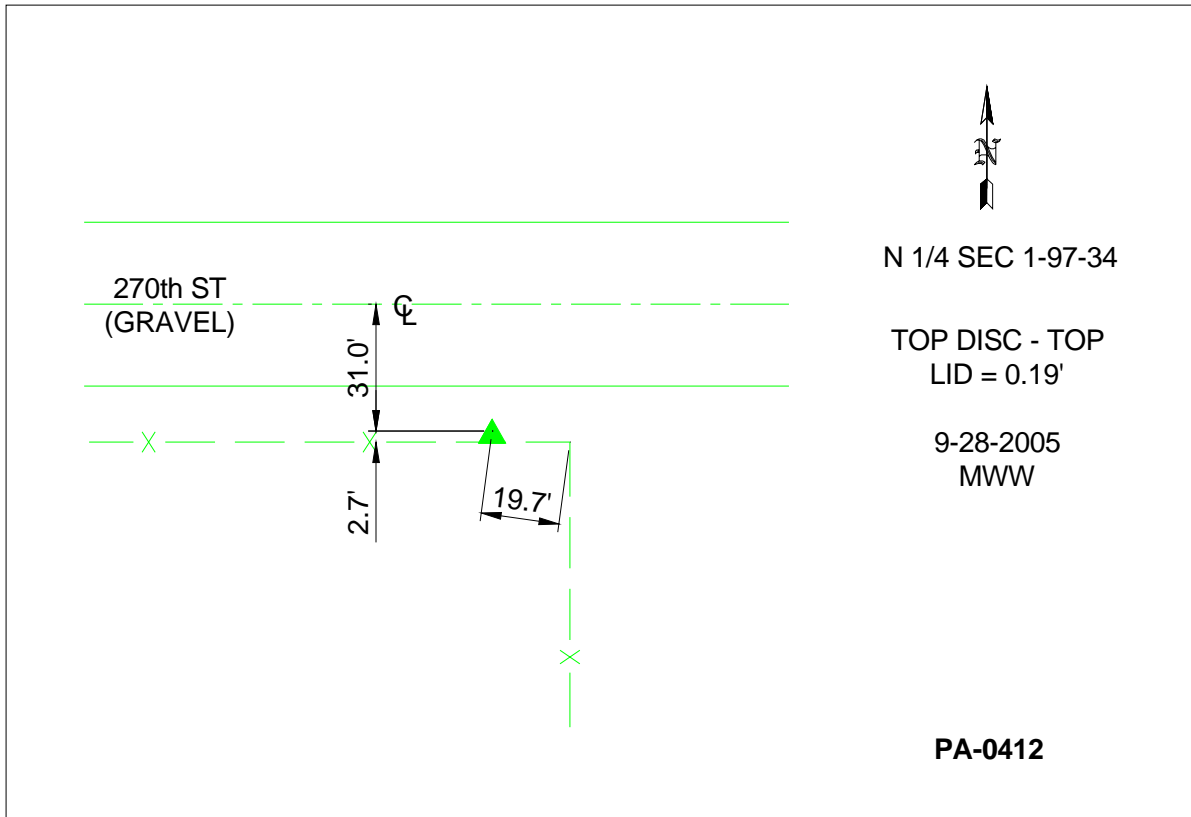 N
N 1/4 SEC 1-97-34
270th ST
(GRAVEL)
℄
31.0'
TOP DISC - TOP
LID = 0.19'
X
X
2.7'
19.7'
9-28-2005
MWW
X
PA-0412